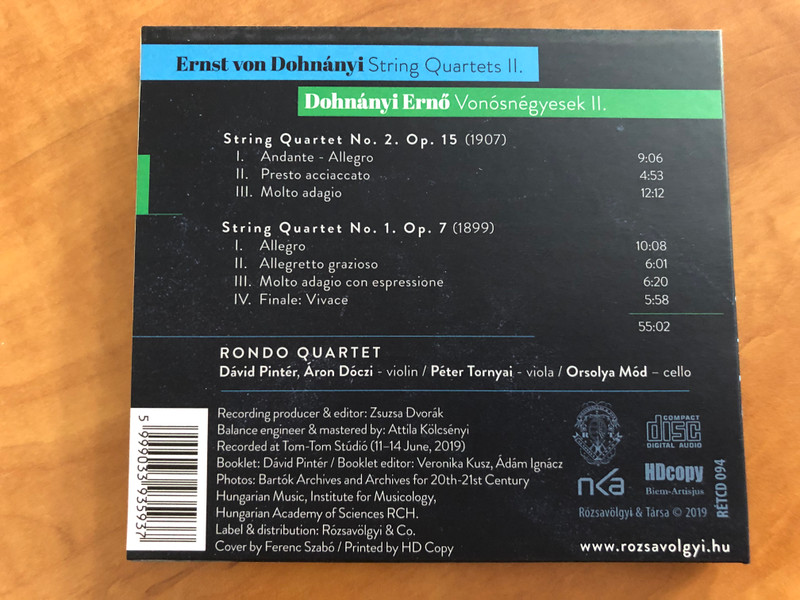 Ernst von Dohnányi String Quartets II.
Dohnányi Ernő Vonósnégyesek II.
String Quartet No. 2. Op. 15 (1907)
I. Andante - Allegro 9:06
II. Presto acciaccato 4:53
III. Molto adagio 12:12
String Quartet No. 1. Op. 7 (1899)
I. Allegro 10:08
II. Allegretto grazioso 6:01
III. Molto adagio con espressione 6:20
IV. Finale: Vivace 5:58
55:02
RONDO QUARTET
Dávid Pintér, Áron Dóczi - violin / Péter Tornyai - viola / Orsolya Mód – cello
Recording producer & editor: Zsuzsa Dvorák
Balance engineer & mastered by: Attila Kölcsényi
Recorded at Tom-Tom Stúdió (11–14 June, 2019)
Booklet: Dávid Pintér / Booklet editor: Veronika Kusz, Ádám Ignácz
Photos: Bartók Archives and Archives for 20th-21st Century
Hungarian Music, Institute for Musicology,
Hungarian Academy of Sciences RCH.
Label & distribution: Rózsavölgyi & Co.
Cover by Ferenc Szabó / Printed by HD Copy
5 999033 935937
COMPACT
disc
DIGITAL AUDIO
nka
HDcopy
Biem-Artisjus
RÉTCD 094
Rózsavölgyi & Társa © 2019
www.rozsavolgyi.hu